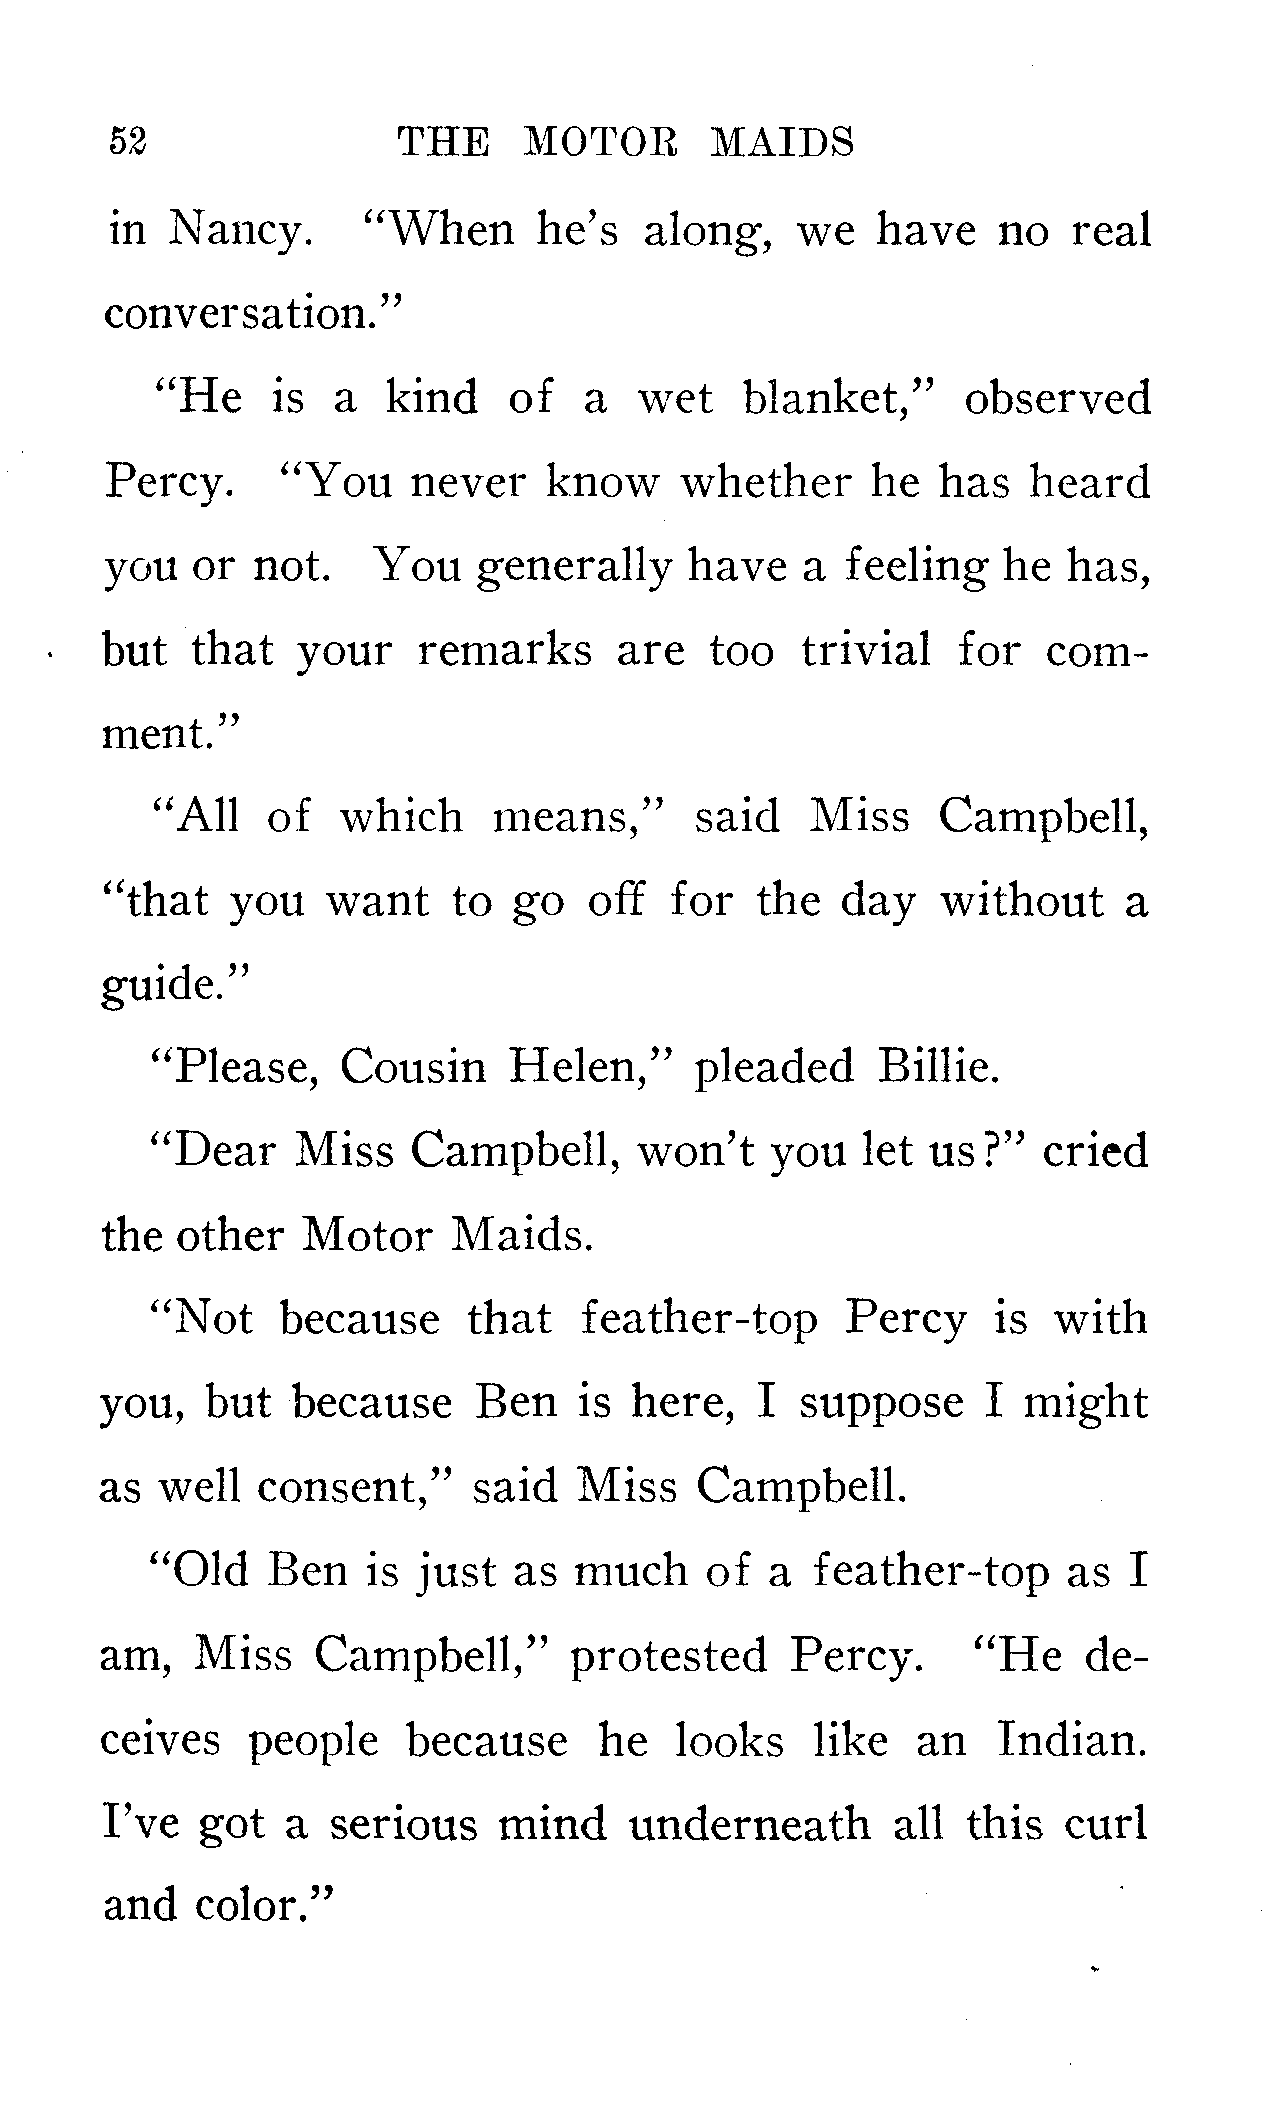 52 THE MOTOR MAIDS
in Nancy. “When he’s along, we have no real
conversation.”
“He is a kind of a wet blanket,” observed
Percy. “You never know whether he has heard
you or not. You generally have a feeling he has,
but that your remarks are too trivial for com-
ment.”
“All of which means,” said Miss Campbell,
“that you want to go off for the day without a
guide.”
“Please, Cousin Helen,” pleaded Billie.
“Dear Miss Campbell, won’t you let us?” cried
the other Motor Maids.
“Not because that feather-top Percy is with
you, but because Ben is here, I suppose I might
as well consent,” said Miss Campbell.
“Old Ben is just as much of a feather-top as I
am, Miss Campbell,” protested Percy. “He de-
ceives people because he looks like an Indian.
I’ve got a serious mind underneath all this curl
and color.”